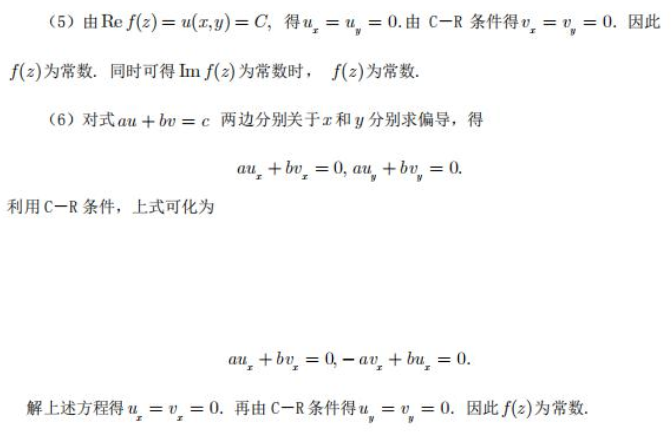 （5）由 Re f(z) = u(x,y) = C, 得 u_x = u_y = 0. 由 C—R 条件得 v_x = v_y = 0. 因此
f(z) 为常数. 同时可得 Im f(z) 为常数时， f(z) 为常数.
（6）对式 au + bv = c 两边分别关于 x 和 y 分别求偏导，得
au_x + bv_x = 0, au_y + bv_y = 0.
利用 C—R 条件，上式可化为
au_x + bv_x = 0, − av_x + bu_x = 0.
解上述方程得 u_x = v_x = 0. 再由 C—R 条件得 u_y = v_y = 0. 因此 f(z) 为常数.